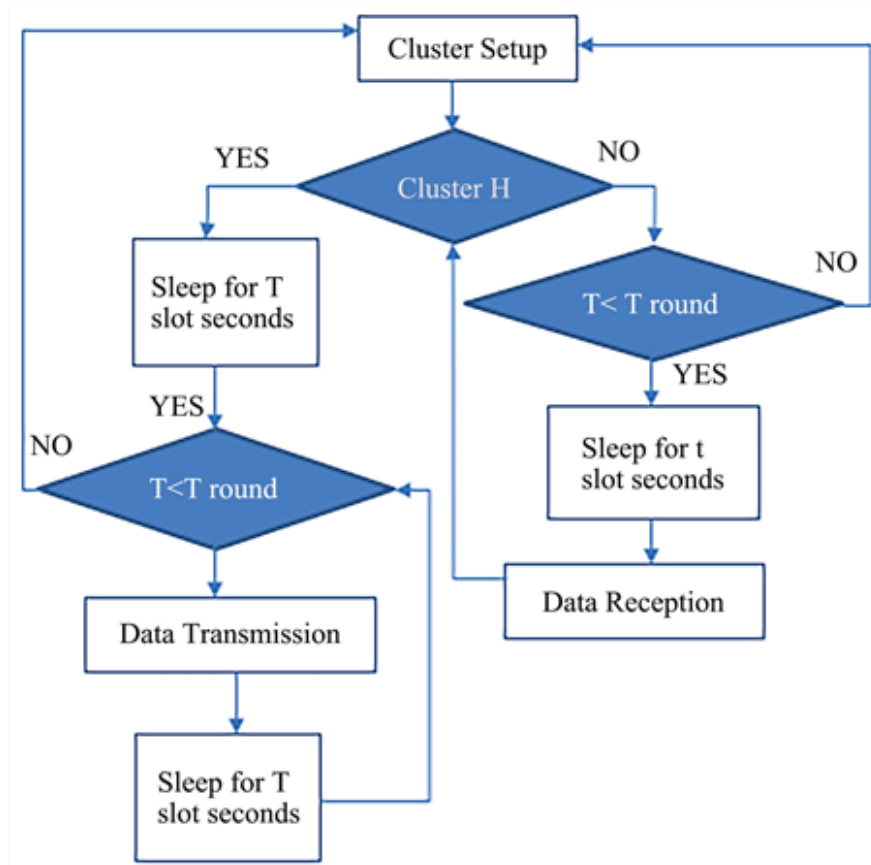 Cluster Setup
YES
NO
Cluster H
Sleep for T
slot seconds
T< T round
NO
YES
YES
NO
T<T round
Sleep for t
slot seconds
Data Transmission
Data Reception
Sleep for T
slot seconds